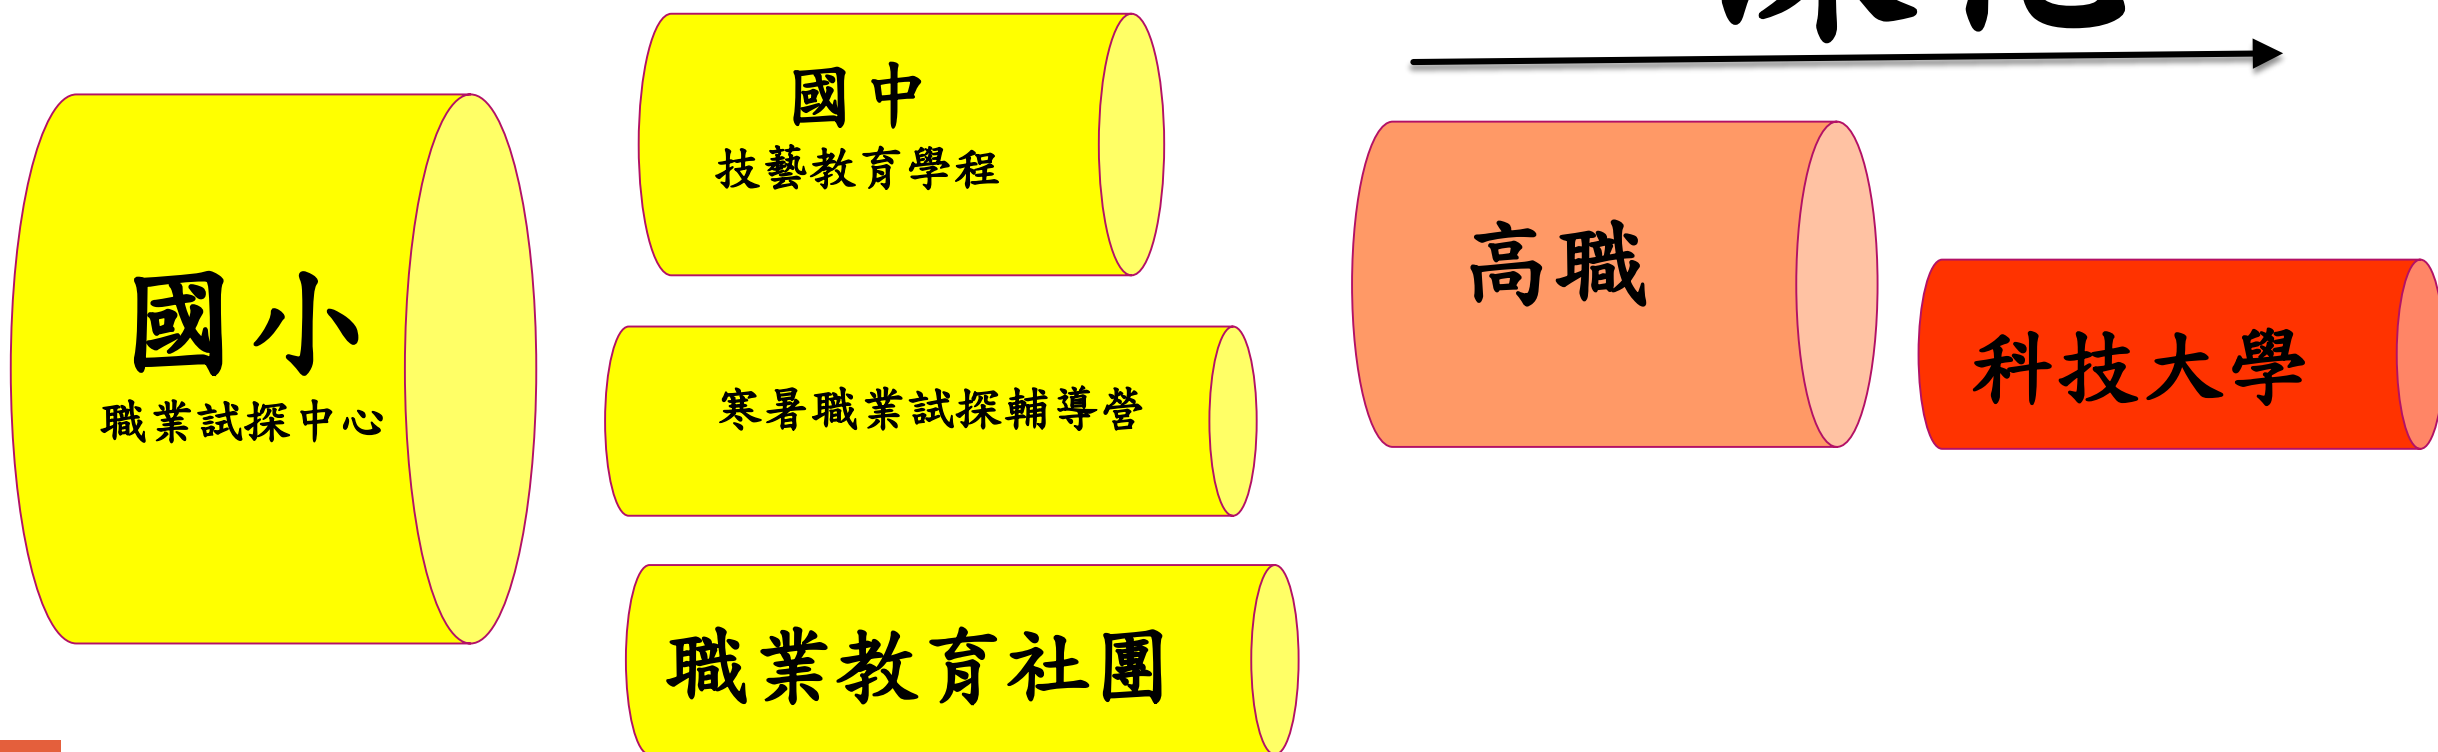 國小
職業試探中心
國中
技藝教育學程
寒暑職業試探輔導營
職業教育社團
高職
科技大學